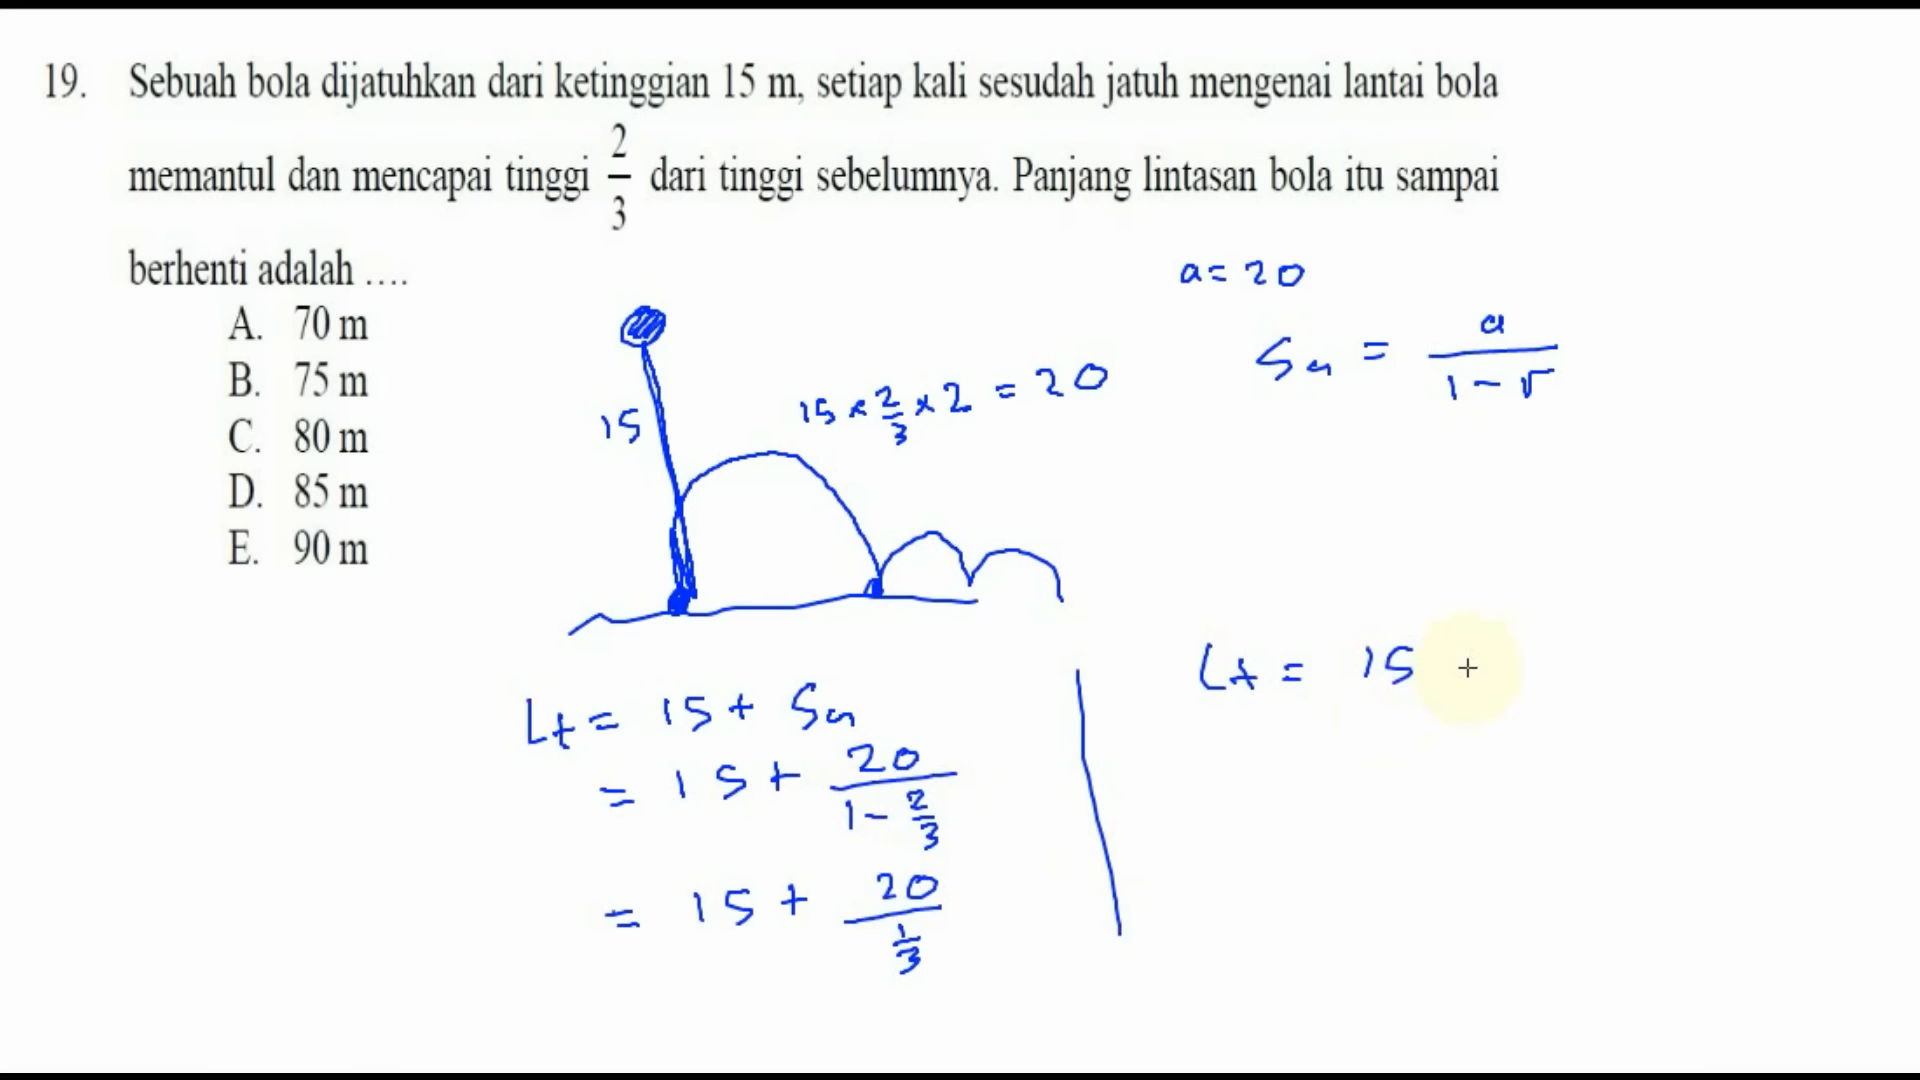 19. Sebuah bola dijatuhkan dari ketinggian 15 m, setiap kali sesudah jatuh mengenai lantai bola
memantul dan mencapai tinggi 2/3 dari tinggi sebelumnya. Panjang lintasan bola itu sampai
berhenti adalah ....
A. 70 m
B. 75 m
C. 80 m
D. 85 m
E. 90 m
15
15 × 2/3 × 2 = 20
a = 20
Sn = a/(1 - r)
Lt = 15 + Sn
= 15 + 20/(1 - 2/3)
= 15 + 20/(1/3)
Lt = 15 +